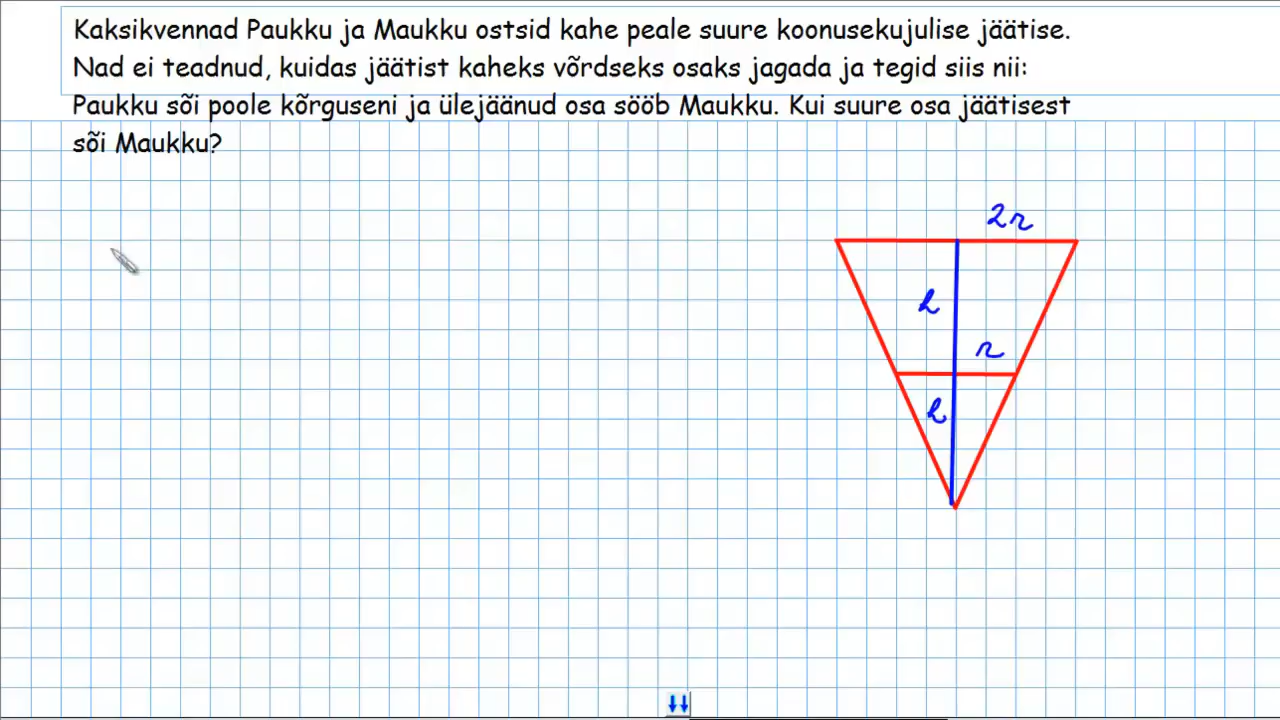 Kaksikvennad Paukku ja Maukku ostsid kahe peale suure koonusekujulise jäätise.
Nad ei teadnud, kuidas jäätist kaheks võrdseks osaks jagada ja tegid siis nii:
Paukku sõi poole kõrguseni ja ülejäänud osa sööb Maukku. Kui suure osa jäätisest
sõi Maukku?
2r
h
r
h